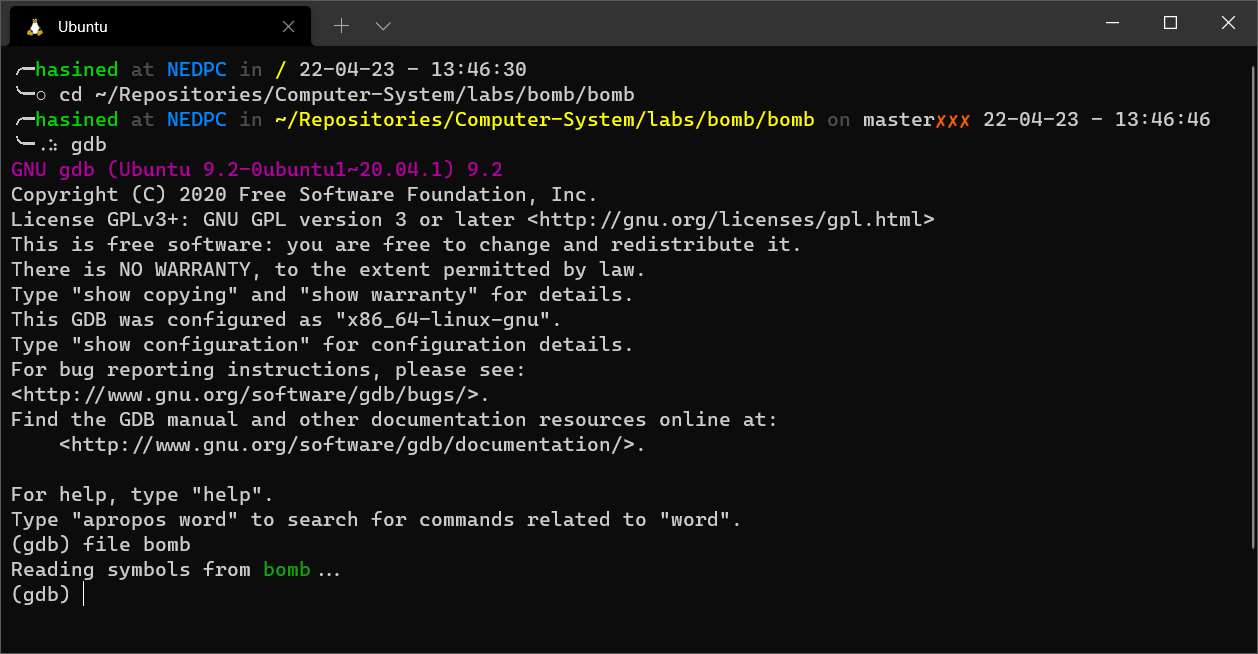 Ubuntu
╭─hasined at NEDPC in / 22-04-23 - 13:46:30
╰─○ cd ~/Repositories/Computer-System/labs/bomb/bomb
╭─hasined at NEDPC in ~/Repositories/Computer-System/labs/bomb/bomb on master✗✗✗ 22-04-23 - 13:46:46
╰─⠠⠵ gdb
GNU gdb (Ubuntu 9.2-0ubuntu1~20.04.1) 9.2
Copyright (C) 2020 Free Software Foundation, Inc.
License GPLv3+: GNU GPL version 3 or later <http://gnu.org/licenses/gpl.html>
This is free software: you are free to change and redistribute it.
There is NO WARRANTY, to the extent permitted by law.
Type "show copying" and "show warranty" for details.
This GDB was configured as "x86_64-linux-gnu".
Type "show configuration" for configuration details.
For bug reporting instructions, please see:
<http://www.gnu.org/software/gdb/bugs/>.
Find the GDB manual and other documentation resources online at:
    <http://www.gnu.org/software/gdb/documentation/>.
For help, type "help".
Type "apropos word" to search for commands related to "word".
(gdb) file bomb
Reading symbols from bomb...
(gdb)